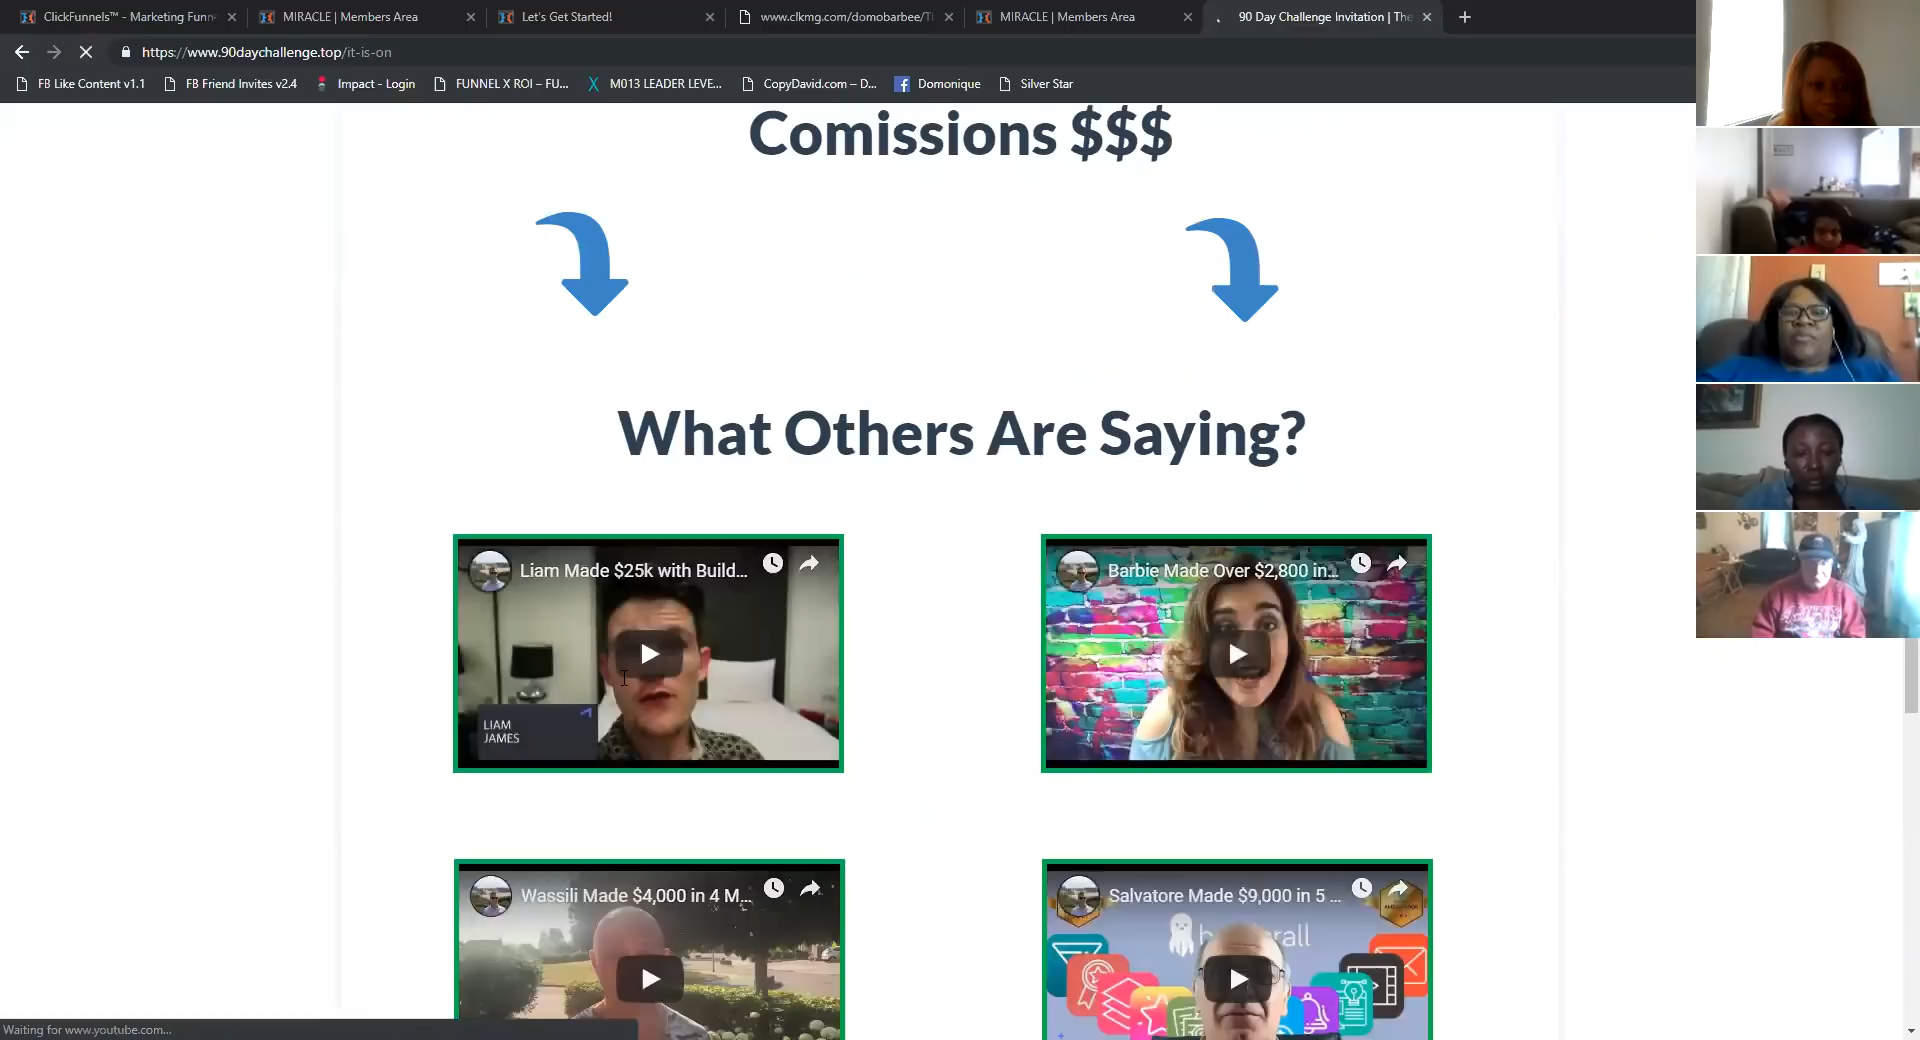 ClickFunnels™ - Marketing Funn
MIRACLE | Members Area
Let's Get Started!
www.clkmg.com/domobarbee/T
MIRACLE | Members Area
90 Day Challenge Invitation | The
https://www.90daychallenge.top/it-is-on
FB Like Content v1.1
FB Friend Invites v2.4
Impact - Login
FUNNEL X ROI – FU...
M013 LEADER LEVE...
CopyDavid.com – D...
Domonique
Silver Star
Comissions $$$
What Others Are Saying?
Liam Made $25k with Build...
LIAM
JAMES
Barbie Made Over $2,800 in...
Wassili Made $4,000 in 4 M...
Salvatore Made $9,000 in 5 ...
Waiting for www.youtube.com...